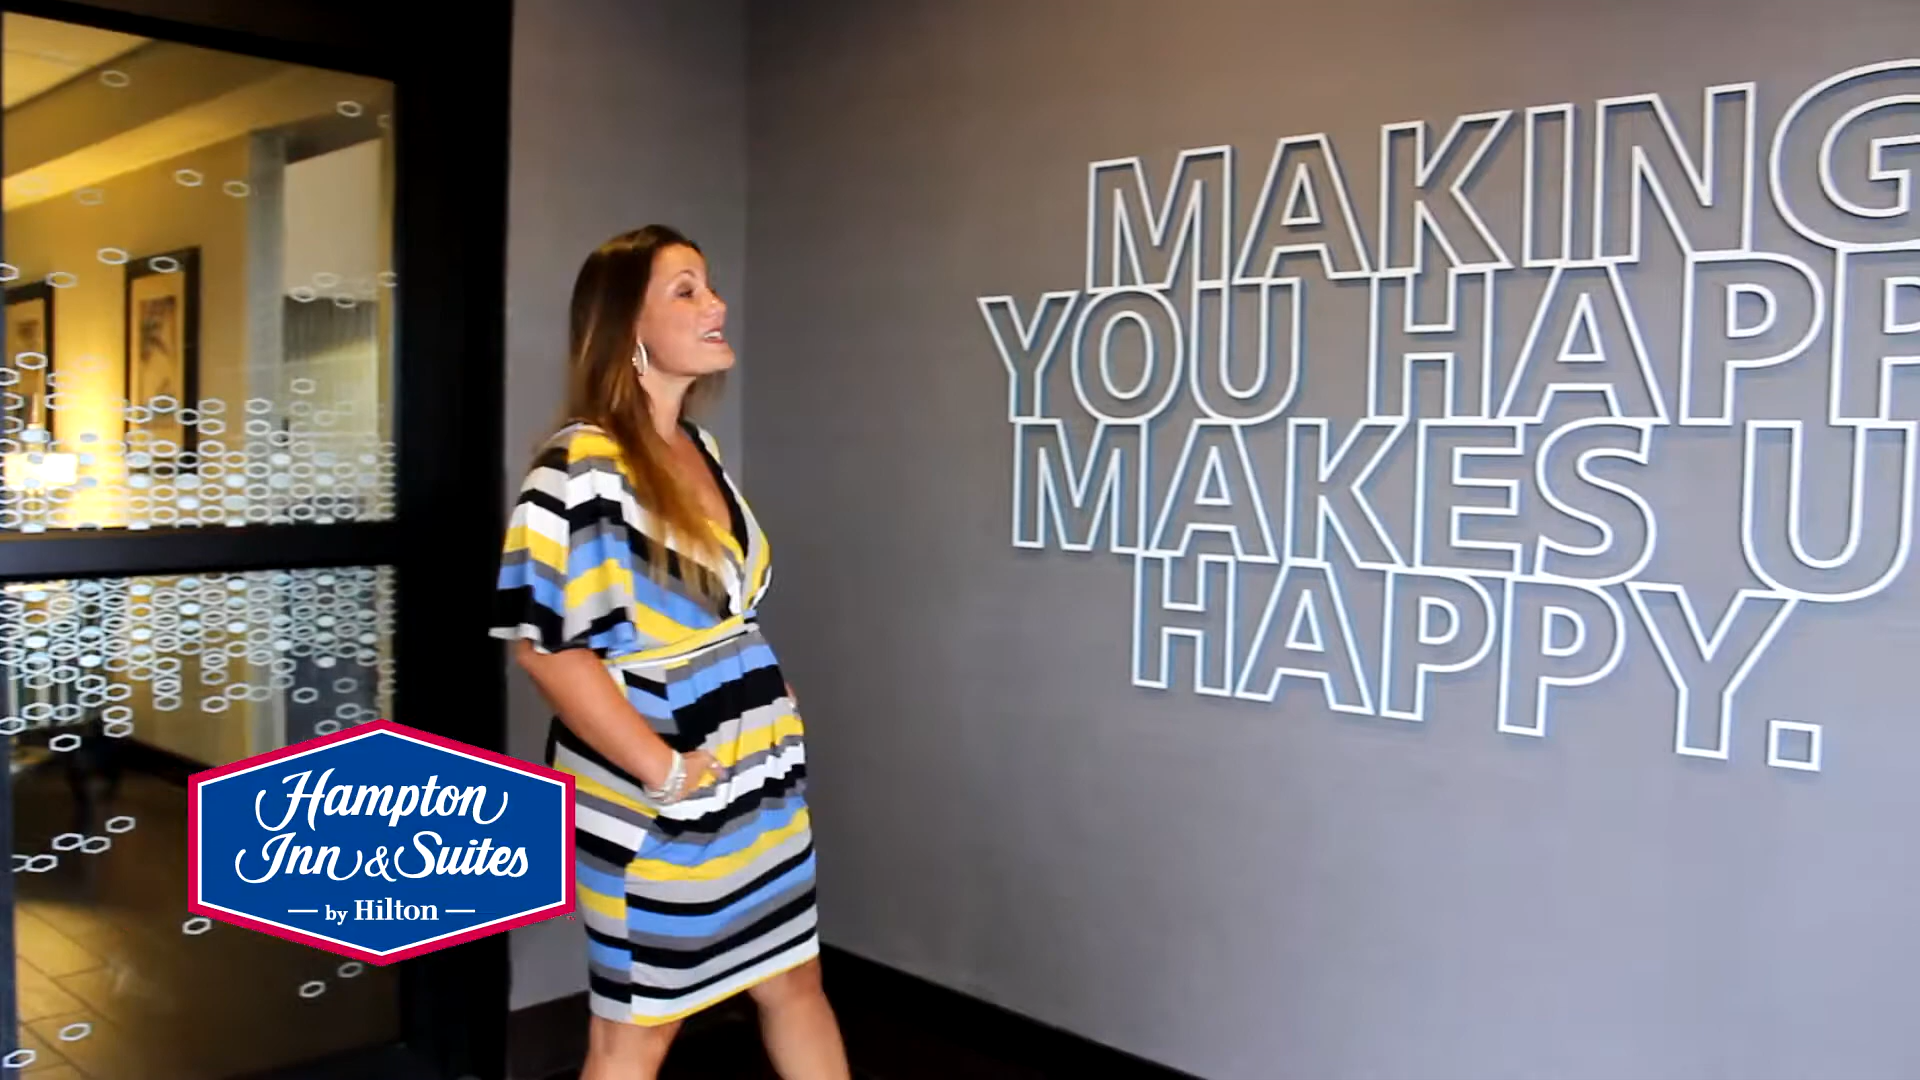 MAKING
YOU HAPP
MAKES U
HAPPY.
Hampton
Inn & Suites
by Hilton